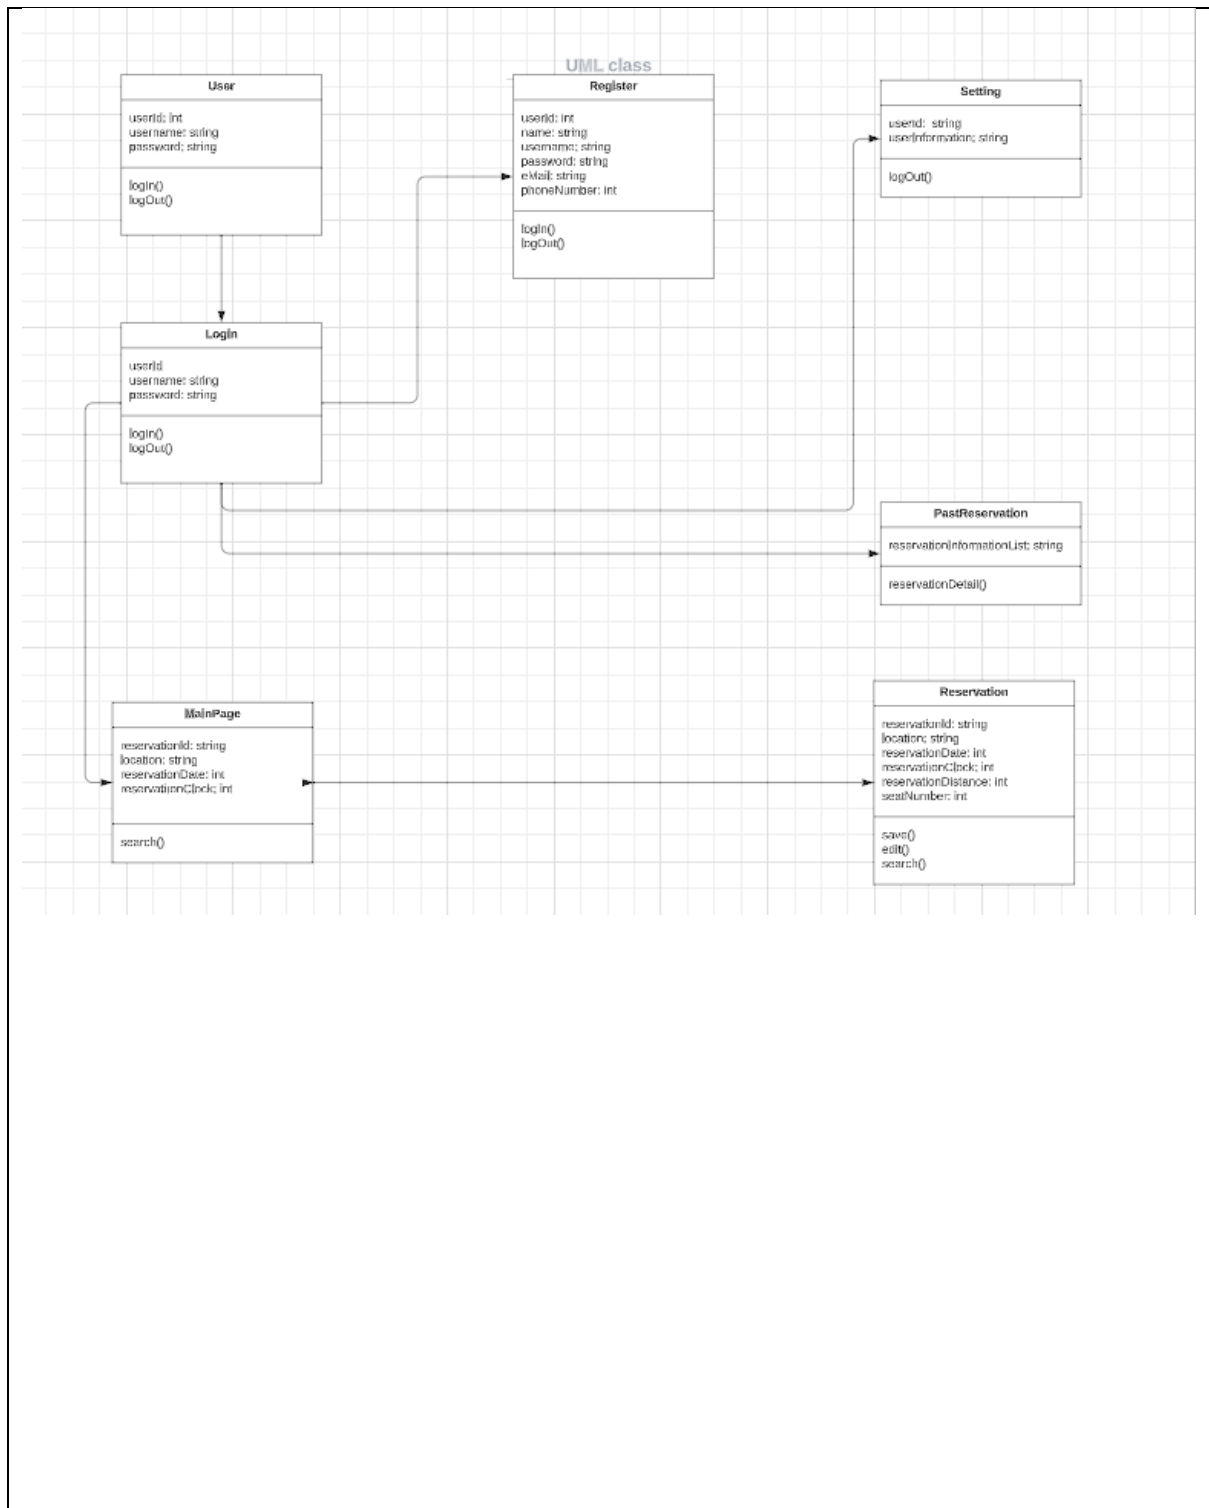 UML class
User
userId: int
username: string
password: string
logIn()
logOut()
Register
userId: int
name: string
username: string
password: string
eMail: string
phoneNumber: int
logIn()
logOut()
Setting
userId: string
userInformation: string
logOut()
Login
userId
username: string
password: string
logIn()
logOut()
PastReservation
reservationInformationList: string
reservationDetail()
MainPage
reservationId: string
location: string
reservationDate: int
reservationClock: int
search()
Reservation
reservationId: string
location: string
reservationDate: int
reservationClock: int
reservationDistance: int
seatNumber: int
save()
edit()
search()